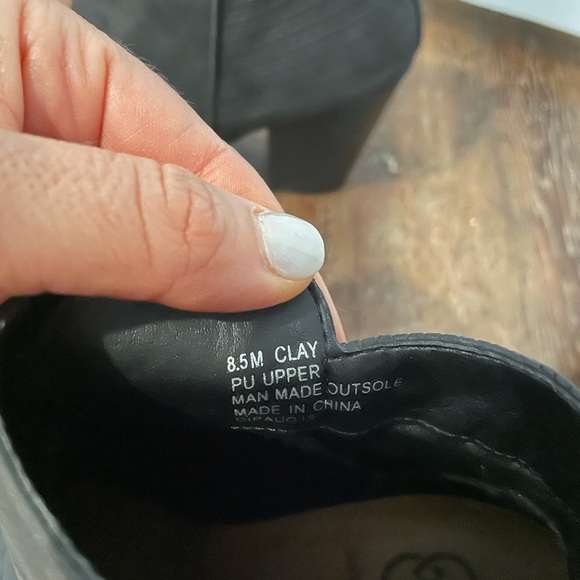 8.5M CLAY
PU UPPER
MAN MADE OUTSOLE
MADE IN CHINA